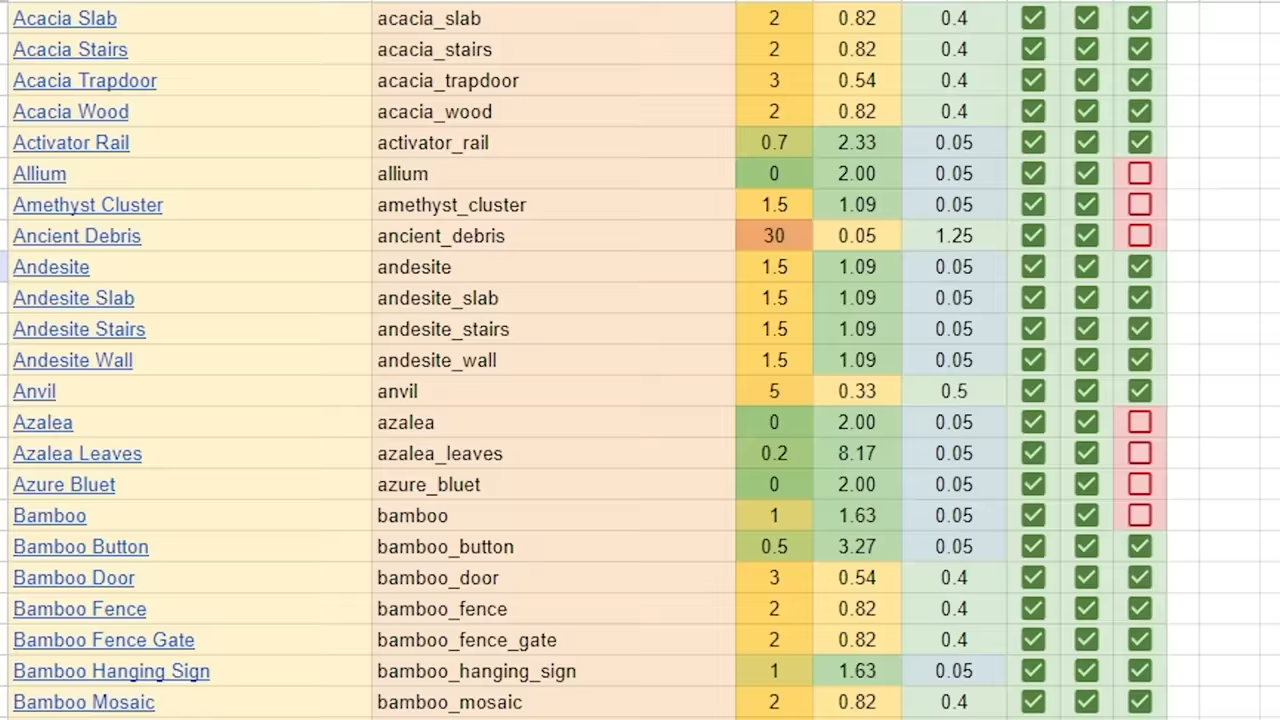 Acacia Slab acacia_slab 2 0.82 0.4
Acacia Stairs acacia_stairs 2 0.82 0.4
Acacia Trapdoor acacia_trapdoor 3 0.54 0.4
Acacia Wood acacia_wood 2 0.82 0.4
Activator Rail activator_rail 0.7 2.33 0.05
Allium allium 0 2.00 0.05
Amethyst Cluster amethyst_cluster 1.5 1.09 0.05
Ancient Debris ancient_debris 30 0.05 1.25
Andesite andesite 1.5 1.09 0.05
Andesite Slab andesite_slab 1.5 1.09 0.05
Andesite Stairs andesite_stairs 1.5 1.09 0.05
Andesite Wall andesite_wall 1.5 1.09 0.05
Anvil anvil 5 0.33 0.5
Azalea azalea 0 2.00 0.05
Azalea Leaves azalea_leaves 0.2 8.17 0.05
Azure Bluet azure_bluet 0 2.00 0.05
Bamboo bamboo 1 1.63 0.05
Bamboo Button bamboo_button 0.5 3.27 0.05
Bamboo Door bamboo_door 3 0.54 0.4
Bamboo Fence bamboo_fence 2 0.82 0.4
Bamboo Fence Gate bamboo_fence_gate 2 0.82 0.4
Bamboo Hanging Sign bamboo_hanging_sign 1 1.63 0.05
Bamboo Mosaic bamboo_mosaic 2 0.82 0.4